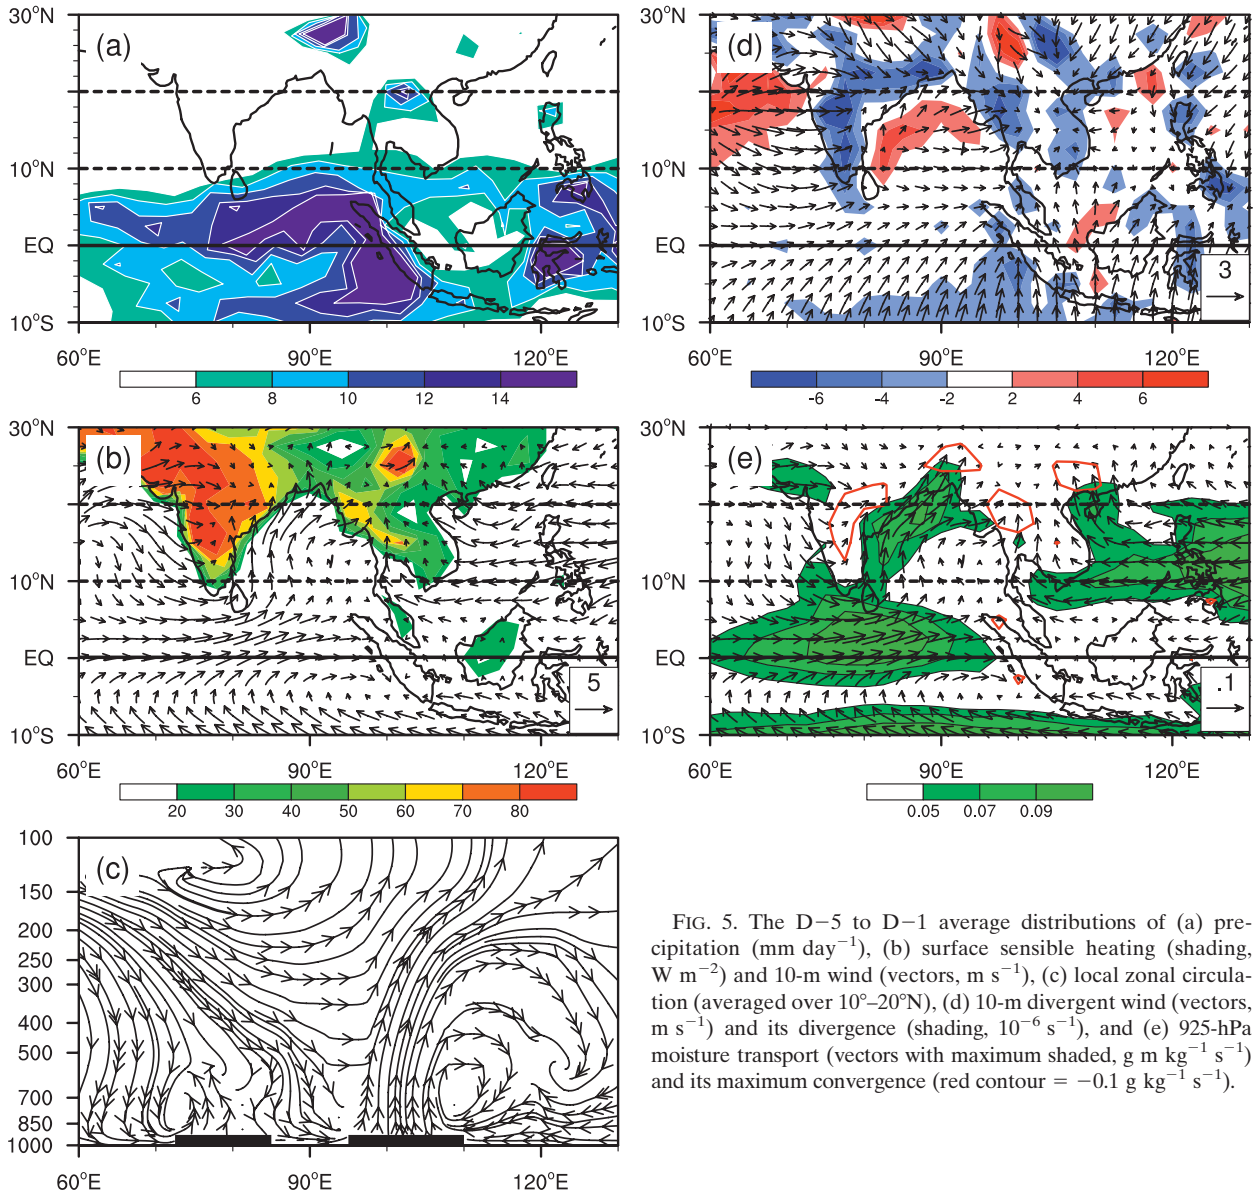 30°N
20°N
10°N
EQ
10°S
(a)
60°E 90°E 120°E
6 8 10 12 14
30°N
20°N
10°N
EQ
10°S
(d)
3
60°E 90°E 120°E
-6 -4 -2 2 4 6
30°N
20°N
10°N
EQ
10°S
(b)
5
60°E 90°E 120°E
20 30 40 50 60 70 80
30°N
20°N
10°N
EQ
10°S
(e)
.1
60°E 90°E 120°E
0.05 0.07 0.09
100
150
200
250
300
400
500
700
850
1000
(c)
60°E 90°E 120°E
FIG. 5. The D−5 to D−1 average distributions of (a) pre-
cipitation (mm day⁻¹), (b) surface sensible heating (shading,
W m⁻²) and 10-m wind (vectors, m s⁻¹), (c) local zonal circula-
tion (averaged over 10°–20°N), (d) 10-m divergent wind (vectors,
m s⁻¹) and its divergence (shading, 10⁻⁶ s⁻¹), and (e) 925-hPa
moisture transport (vectors with maximum shaded, g m kg⁻¹ s⁻¹)
and its maximum convergence (red contour = −0.1 g kg⁻¹ s⁻¹).